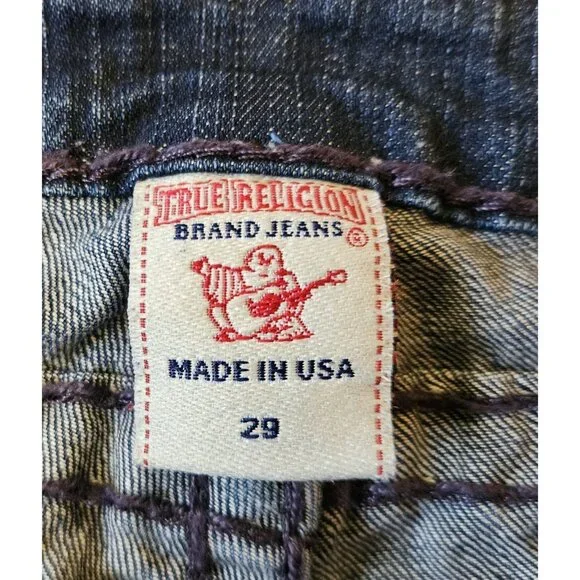 TRUE RELIGION
BRAND JEANS ®
MADE IN USA
29